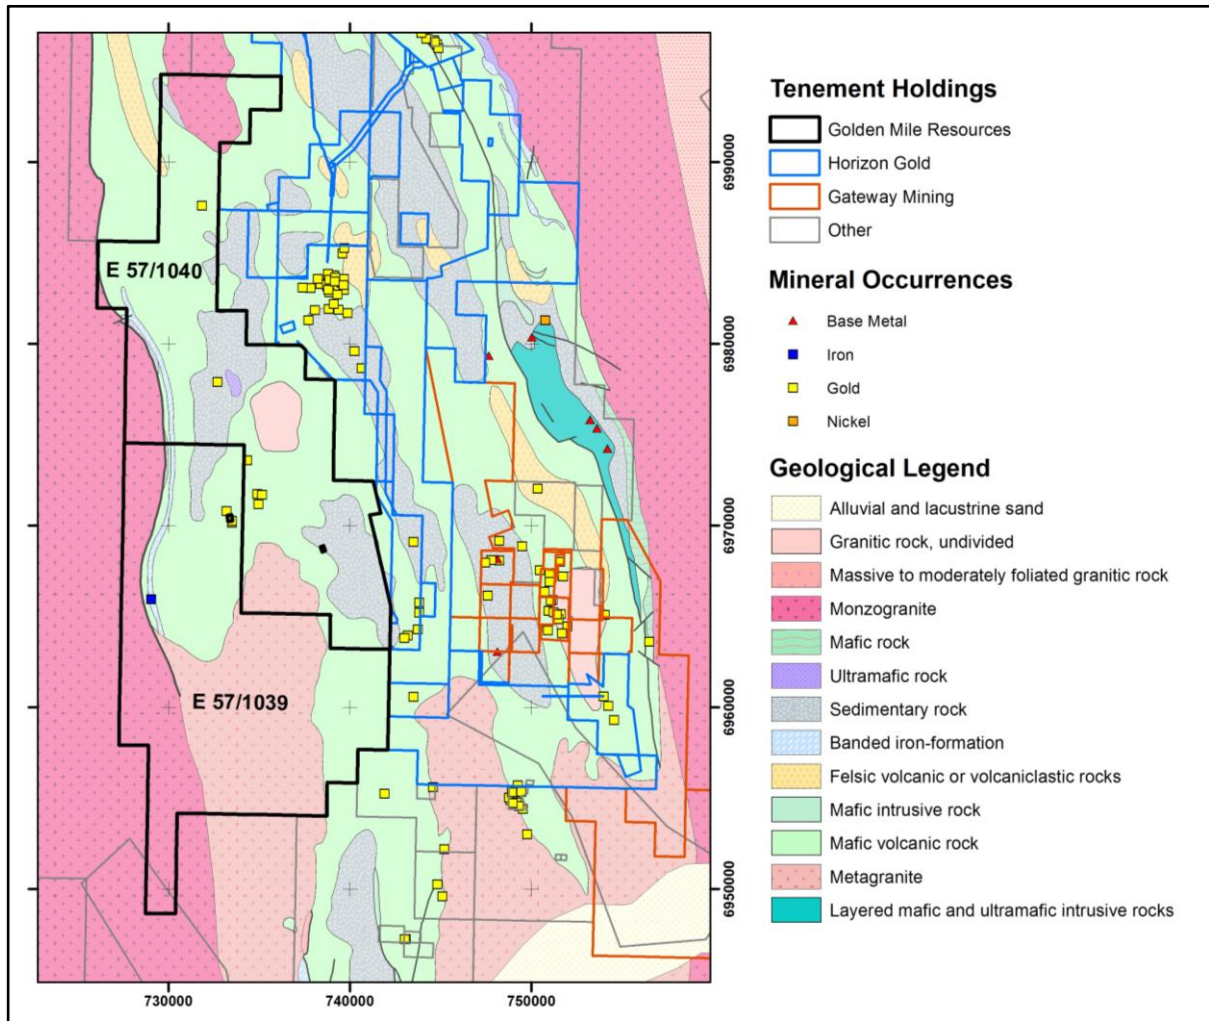 E 57/1040
E 57/1039
730000
740000
750000
6990000
6980000
6970000
6960000
6950000
Tenement Holdings
Golden Mile Resources
Horizon Gold
Gateway Mining
Other
Mineral Occurrences
Base Metal
Iron
Gold
Nickel
Geological Legend
Alluvial and lacustrine sand
Granitic rock, undivided
Massive to moderately foliated granitic rock
Monzogranite
Mafic rock
Ultramafic rock
Sedimentary rock
Banded iron-formation
Felsic volcanic or volcaniclastic rocks
Mafic intrusive rock
Mafic volcanic rock
Metagranite
Layered mafic and ultramafic intrusive rocks